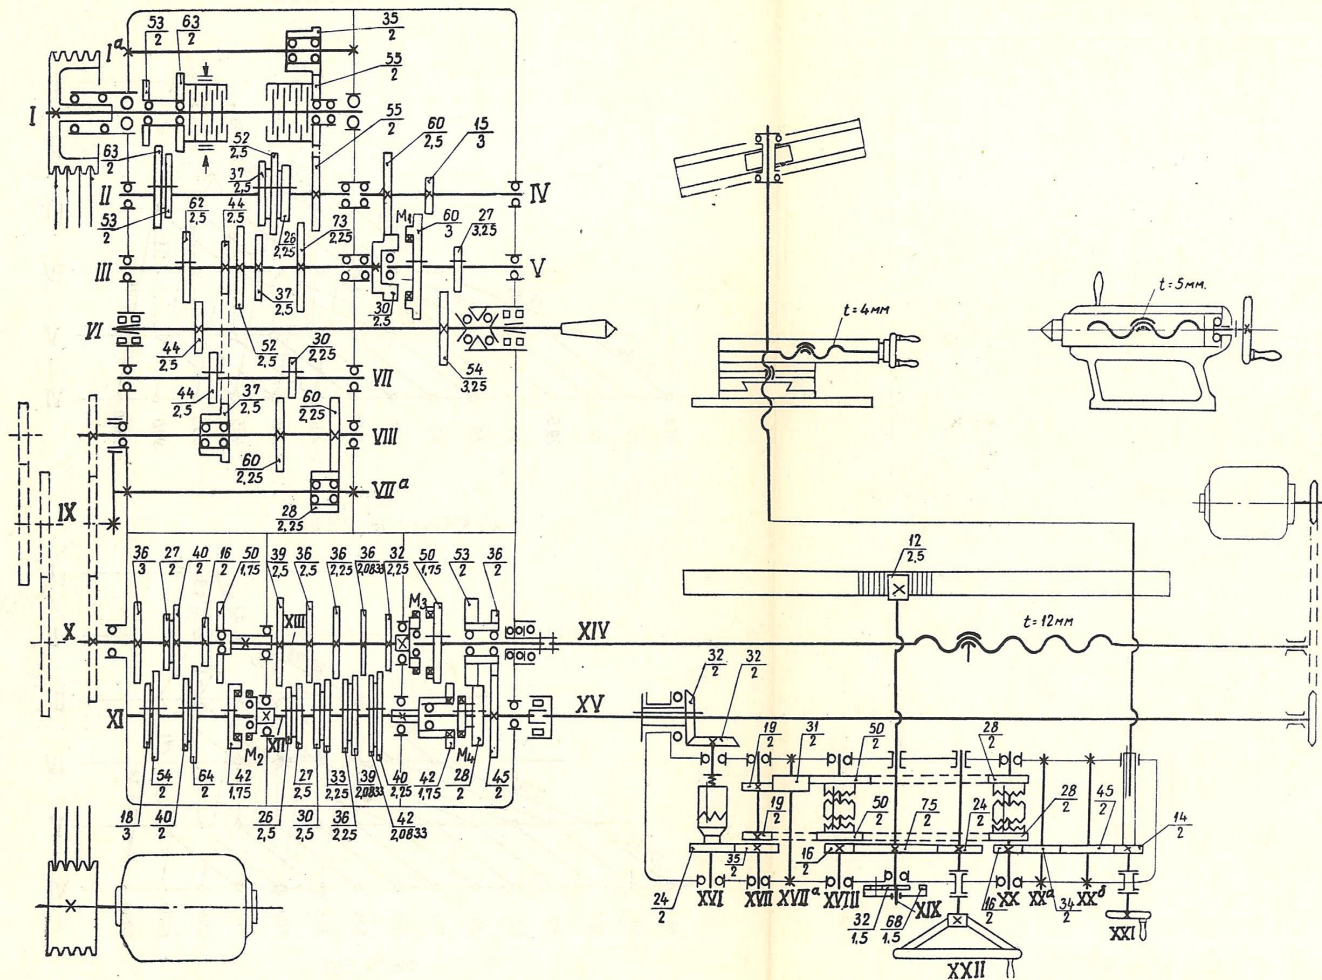 53/2 63/2 35/2
Iᵃ
55/2
I
55/2
60/2,5 15/3
63/2 52/2,5 37/2,5
II IV
53/2 62/2,5 44/2,5 28/2,25 73/2,25 M₁ 60/3 27/3,25
III V
37/2,5 30/2,5
VI
44/2,5 52/2,5 30/2,25 54/3,25
VII
44/2,5 37/2,5 60/2,25
VIII
60/2,25
VIIᵃ
IX
28/2,25
t=4мм
t=5мм.
36/3 27/2 40/2 16/2 50/1,75 39/2,5 36/2,5 36/2,25 36/2,0833 32/2,25 50/1,75 53/2 36/2
M₃
12/2,5
X XIII XIV
t=12мм
XI XII XV
M₂ M₄
54/2 64/2 42/1,75 27/2,5 33/2,25 39/2,0833 40/2,25 42/1,75 28/2 45/2
18/3 40/2 26/2,5 30/2,5 36/2,25 42/2,0833
32/2 32/2
19/2 31/2 50/2 28/2
19/2 50/2 75/2 24/2 28/2 45/2 14/2
35/2 16/2
24/2 XVI XVII XVIIᵃ XVIII XIX 16/2 XX XXᵃ 34/2 XXᵇ
32/1,5 68/1,5
XXI
XXII